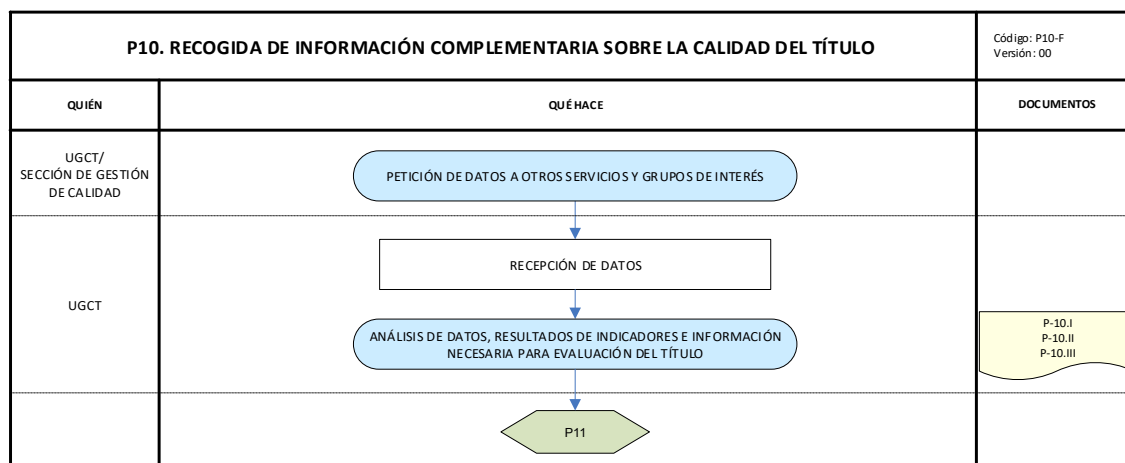 P10. RECOGIDA DE INFORMACIÓN COMPLEMENTARIA SOBRE LA CALIDAD DEL TÍTULO
Código: P10-F
Versión: 00
QUIÉN
QUÉ HACE
DOCUMENTOS
UGCT/
SECCIÓN DE GESTIÓN
DE CALIDAD
PETICIÓN DE DATOS A OTROS SERVICIOS Y GRUPOS DE INTERÉS
UGCT
RECEPCIÓN DE DATOS
ANÁLISIS DE DATOS, RESULTADOS DE INDICADORES E INFORMACIÓN
NECESARIA PARA EVALUACIÓN DEL TÍTULO
P-10.I
P-10.II
P-10.III
P11